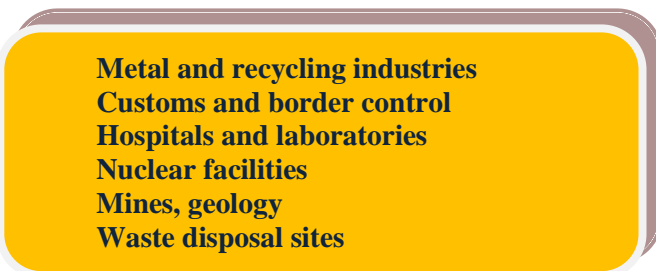 Metal and recycling industries
Customs and border control
Hospitals and laboratories
Nuclear facilities
Mines, geology
Waste disposal sites